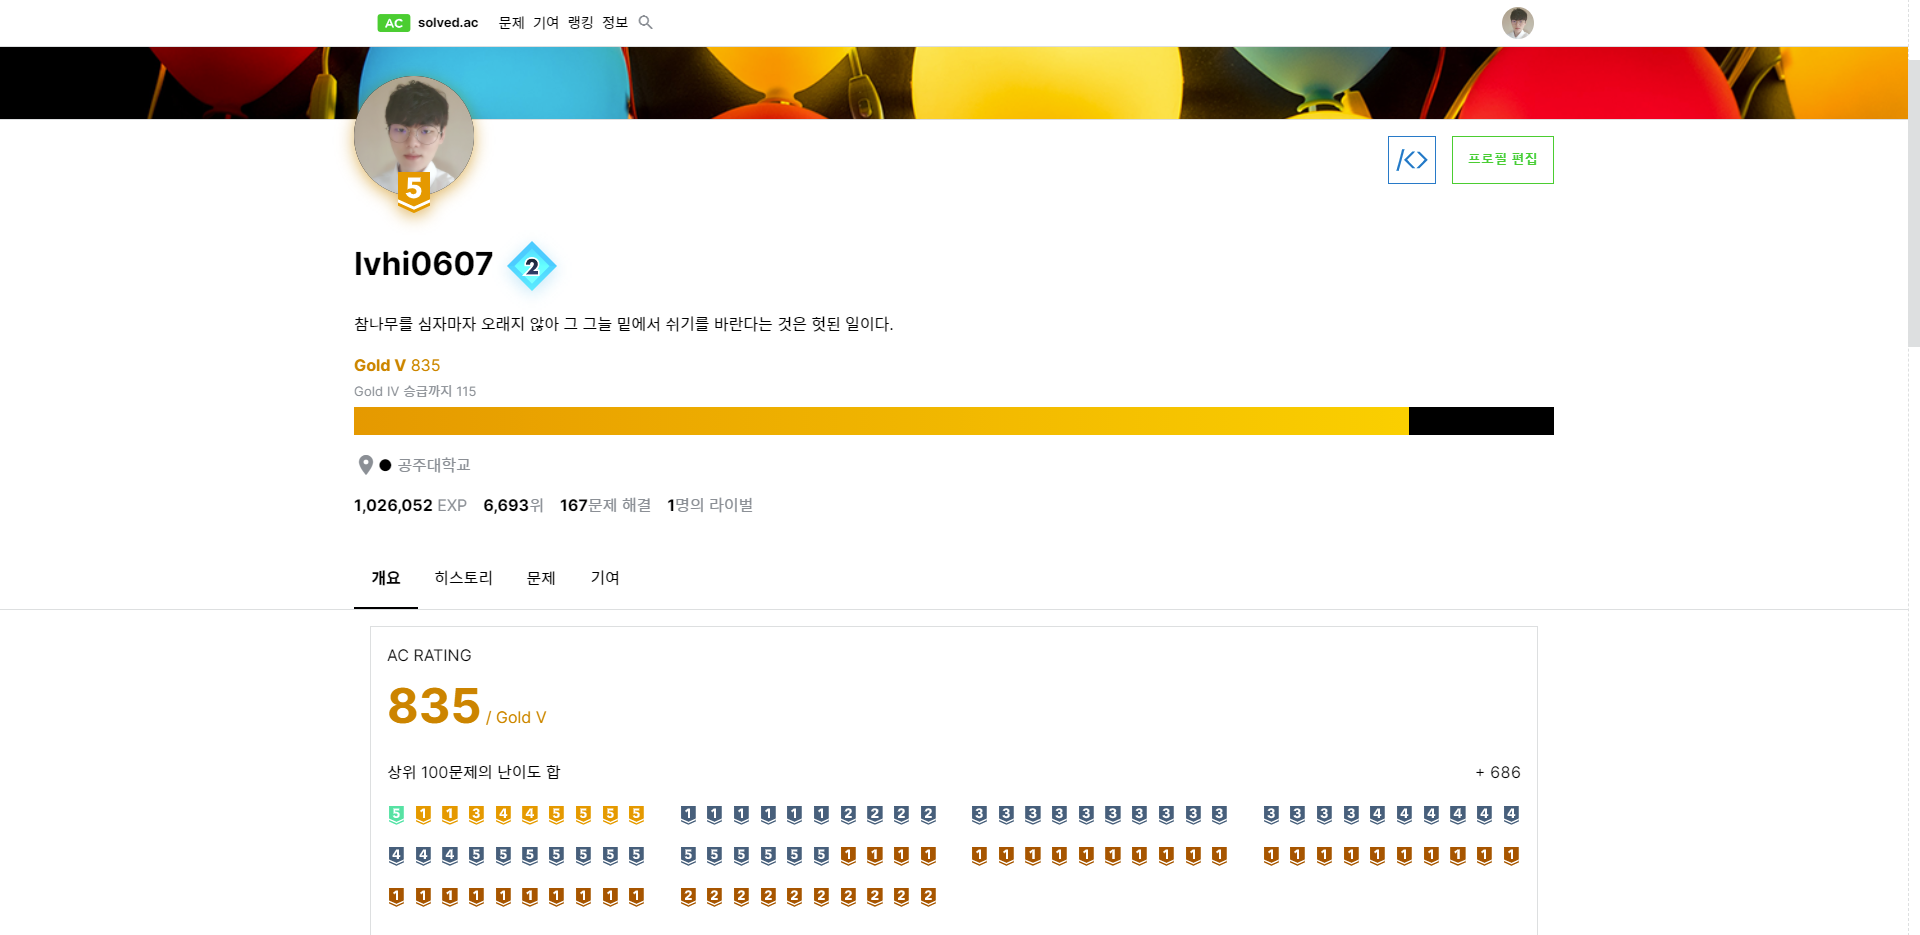 AC solved.ac 문제 기여 랭킹 정보
/<> 프로필 편집
5
lvhi0607 2
참나무를 심자마자 오래지 않아 그 그늘 밑에서 쉬기를 바란다는 것은 헛된 일이다.
Gold V 835
Gold IV 승급까지 115
공주대학교
1,026,052 EXP 6,693위 167문제 해결 1명의 라이벌
개요 히스토리 문제 기여
AC RATING
835 / Gold V
상위 100문제의 난이도 합 + 686
5 1 1 3 4 4 5 5 5 5 1 1 1 1 1 1 2 2 2 2 3 3 3 3 3 3 3 3 3 3 3 3 3 3 4 4 4 4 4 4
4 4 4 5 5 5 5 5 5 5 5 5 5 5 5 5 1 1 1 1 1 1 1 1 1 1 1 1 1 1 1 1 1 1 1 1 1 1 1 1
1 1 1 1 1 1 1 1 1 1 2 2 2 2 2 2 2 2 2 2